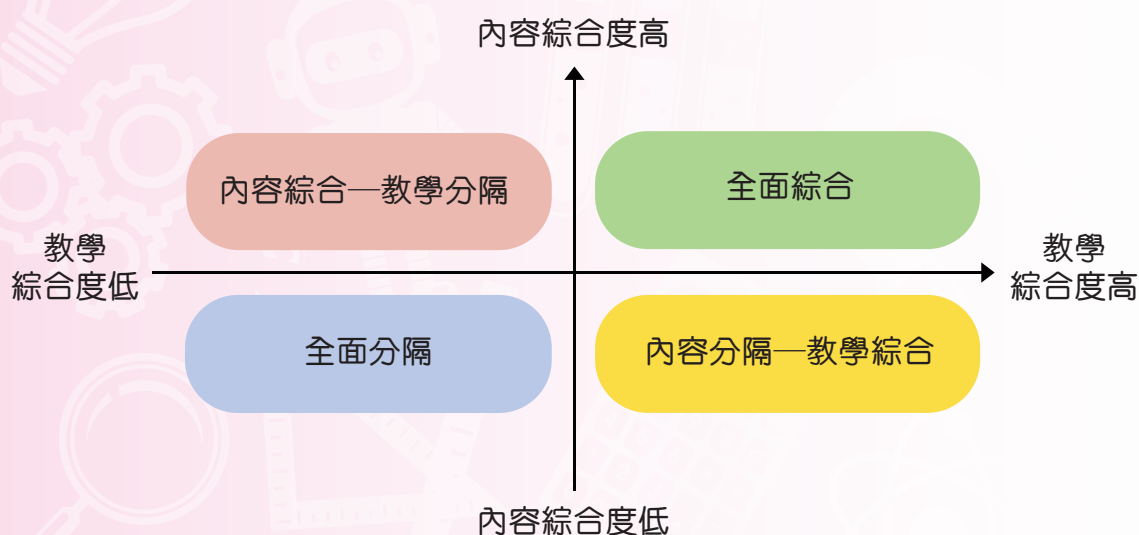 內容綜合度高
內容綜合—教學分隔
全面綜合
教學
綜合度低
教學
綜合度高
全面分隔
內容分隔—教學綜合
內容綜合度低